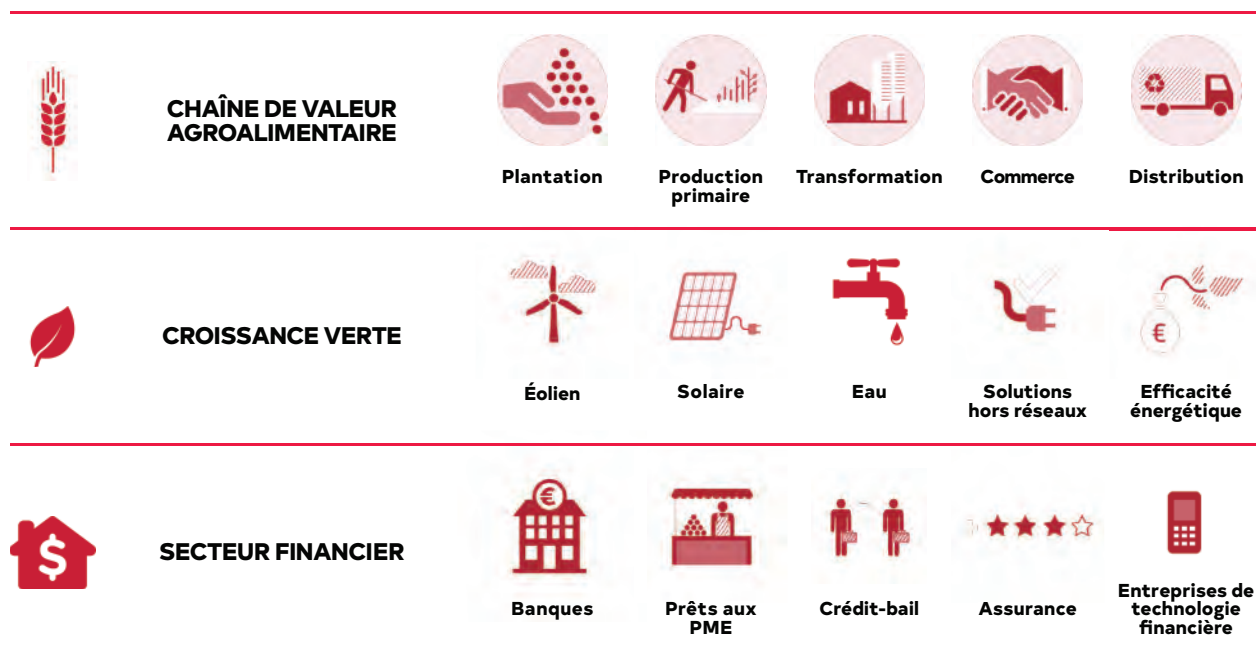 CHAÎNE DE VALEUR
AGROALIMENTAIRE
Plantation
Production
primaire
Transformation
Commerce
Distribution
CROISSANCE VERTE
Éolien
Solaire
Eau
Solutions
hors réseaux
€
Efficacité
énergétique
$
SECTEUR FINANCIER
€
Banques
Prêts aux
PME
Crédit-bail
Assurance
Entreprises de
technologie
financière